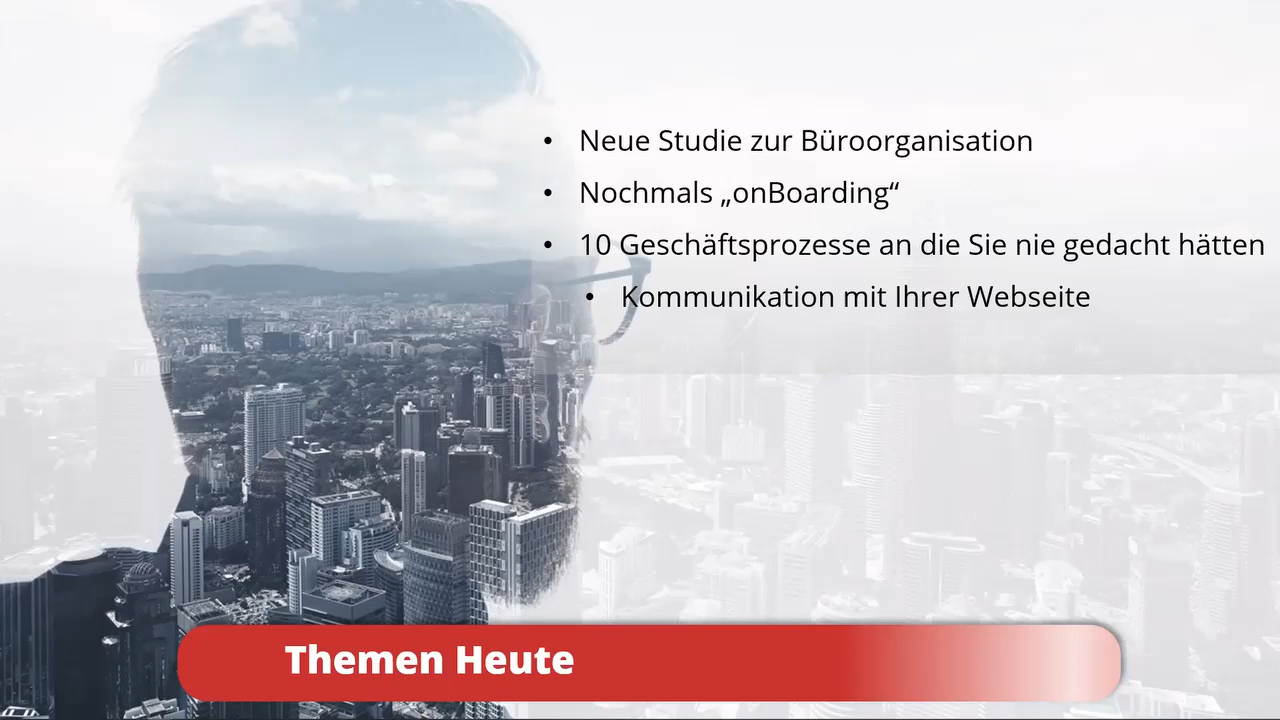 • Neue Studie zur Büroorganisation
• Nochmals „onBoarding“
• 10 Geschäftsprozesse an die Sie nie gedacht hätten
• Kommunikation mit Ihrer Webseite
Themen Heute